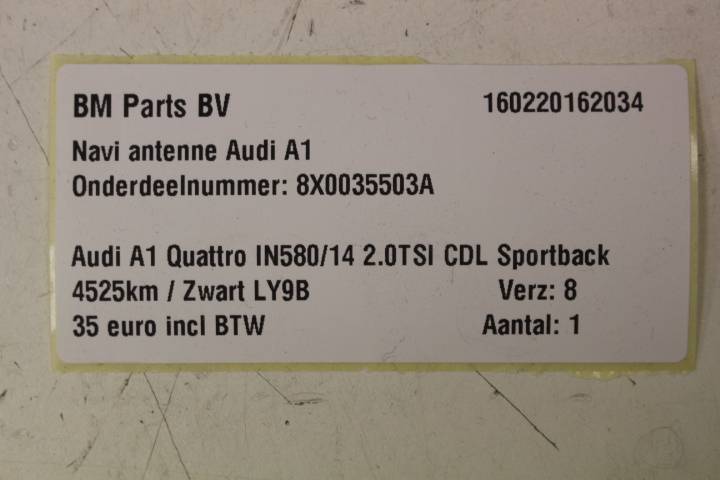 BM Parts BV 160220162034
Navi antenne Audi A1
Onderdeelnummer: 8X0035503A
Audi A1 Quattro IN580/14 2.0TSI CDL Sportback
4525km / Zwart LY9B Verz: 8
35 euro incl BTW Aantal: 1